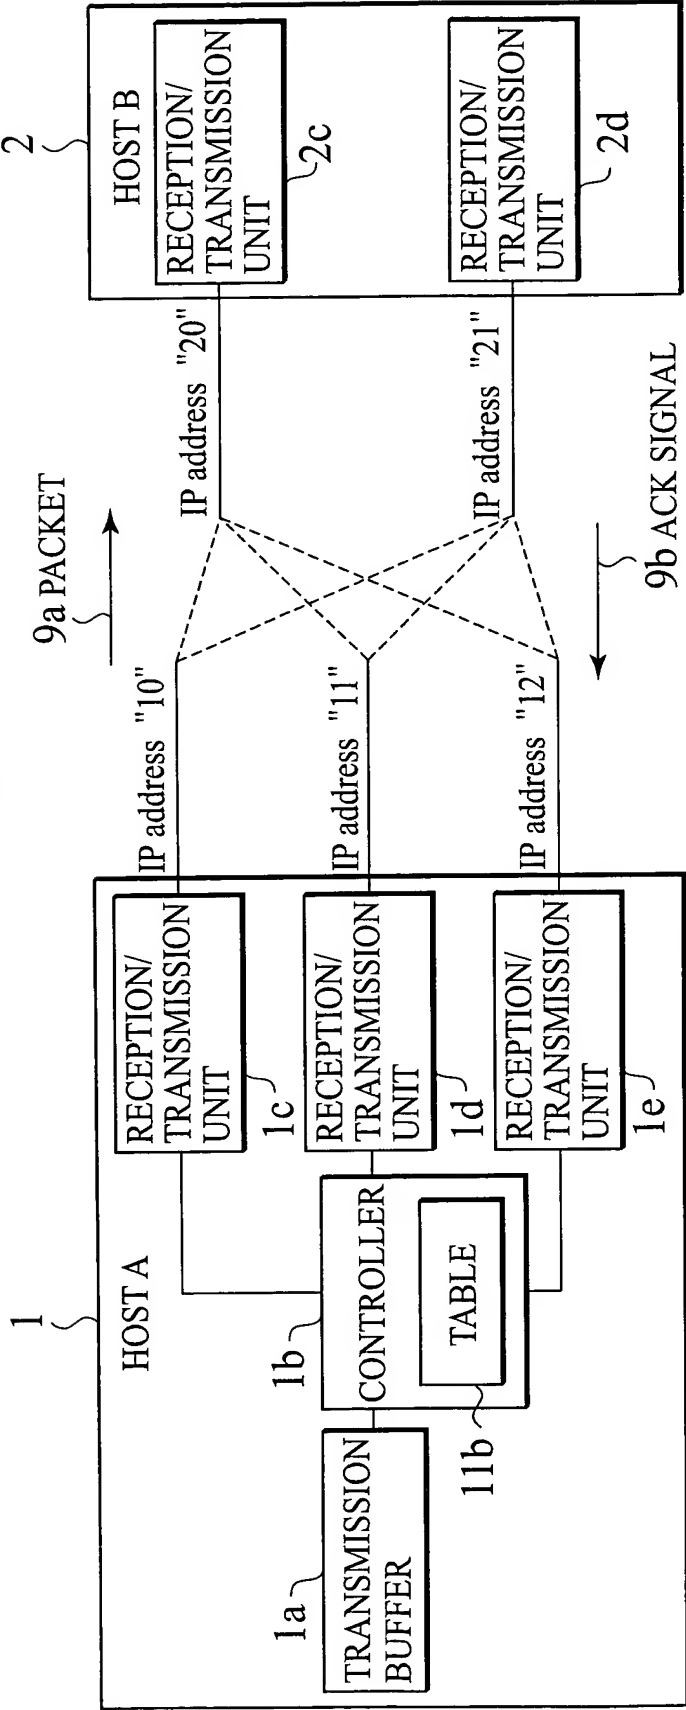 1
HOST A
1a
TRANSMISSION
BUFFER
1b
CONTROLLER
TABLE
11b
RECEPTION/
TRANSMISSION
UNIT
1c
RECEPTION/
TRANSMISSION
UNIT
1d
RECEPTION/
TRANSMISSION
UNIT
1e
IP address "10"
IP address "11"
IP address "12"
9a PACKET
9b ACK SIGNAL
IP address "20"
IP address "21"
2
HOST B
RECEPTION/
TRANSMISSION
UNIT
2c
RECEPTION/
TRANSMISSION
UNIT
2d